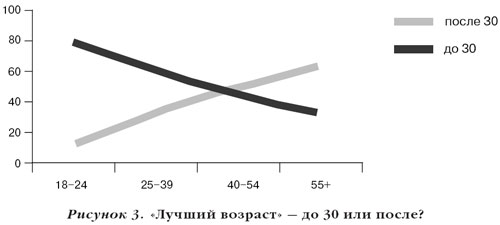 100
80
60
40
20
0
после 30
до 30
18–24 25–39 40–54 55+
Рисунок 3. «Лучший возраст» — до 30 или после?